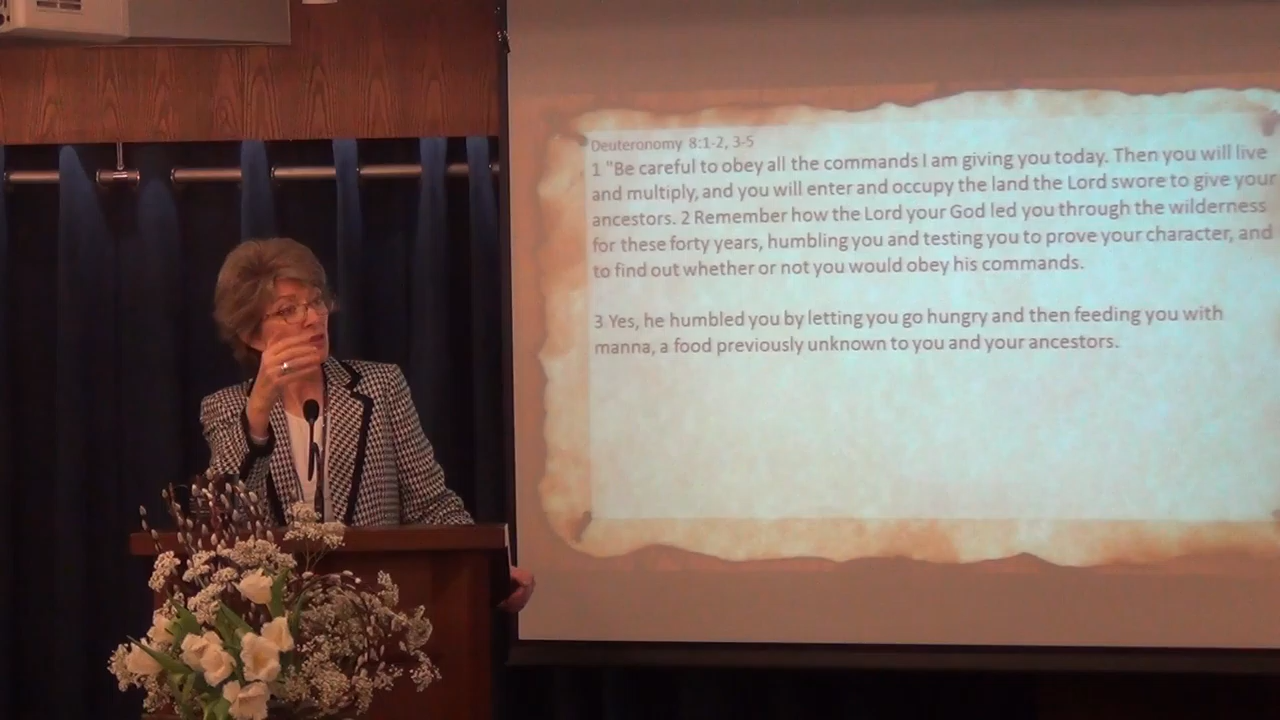 Deuteronomy 8:1-2, 3-5
1 "Be careful to obey all the commands I am giving you today. Then you will live
and multiply, and you will enter and occupy the land the Lord swore to give your
ancestors. 2 Remember how the Lord your God led you through the wilderness
for these forty years, humbling you and testing you to prove your character, and
to find out whether or not you would obey his commands.
3 Yes, he humbled you by letting you go hungry and then feeding you with
manna, a food previously unknown to you and your ancestors.